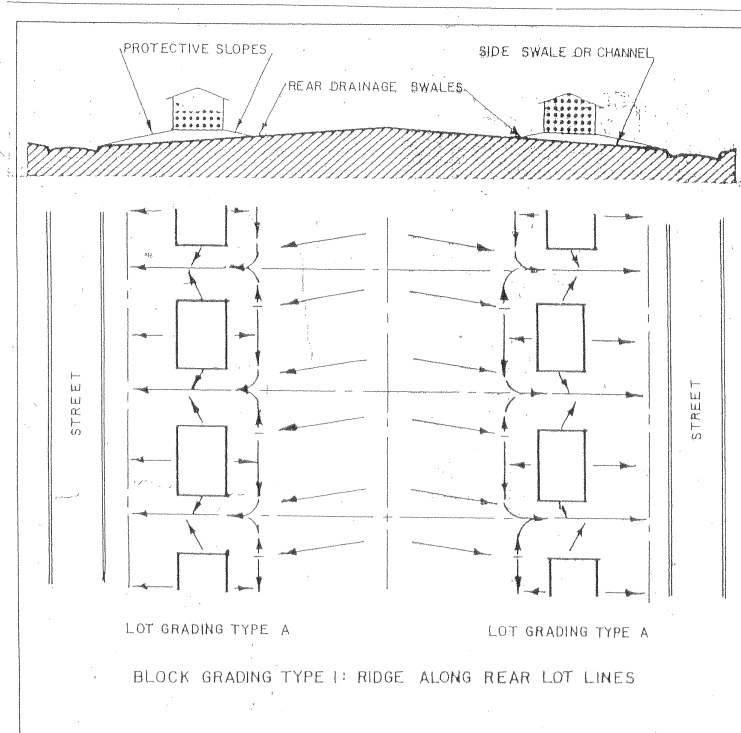 PROTECTIVE SLOPES
SIDE SWALE OR CHANNEL
REAR DRAINAGE SWALES
STREET
STREET
LOT GRADING TYPE A
LOT GRADING TYPE A
BLOCK GRADING TYPE 1: RIDGE ALONG REAR LOT LINES